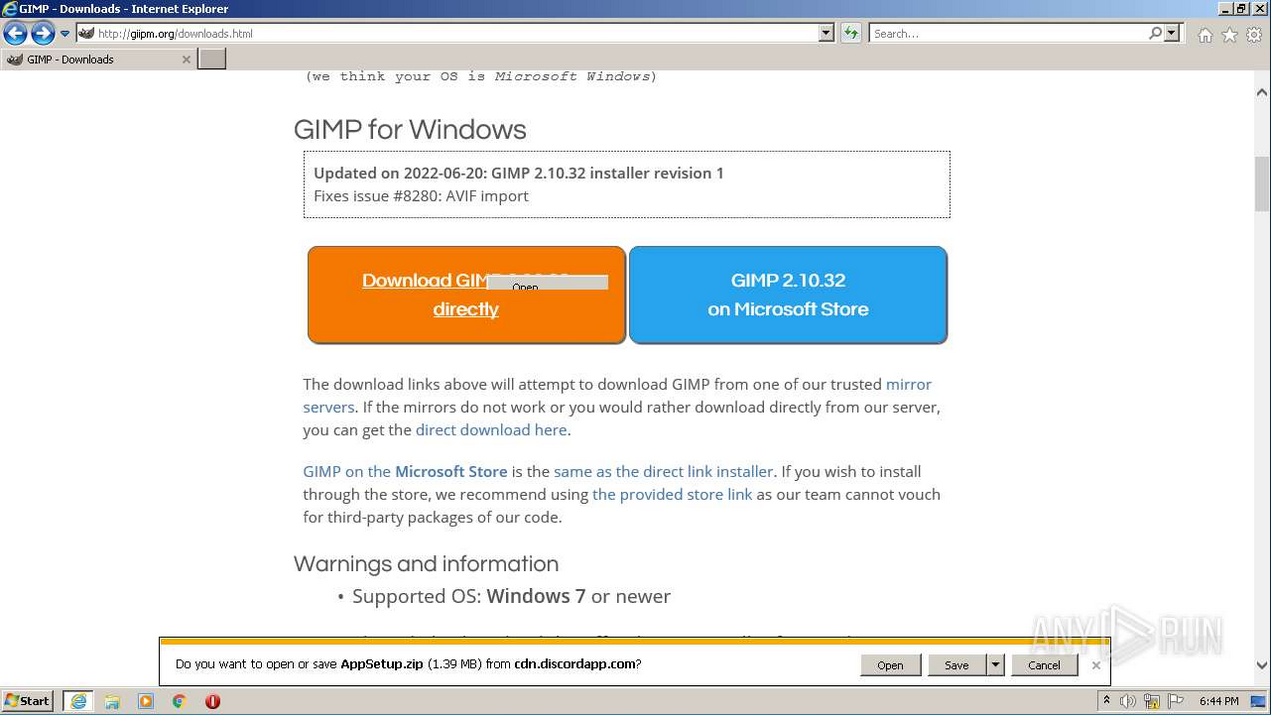 GIMP - Downloads - Internet Explorer
http://giipm.org/downloads.html
Search...
GIMP - Downloads
(we think your OS is Microsoft Windows)
GIMP for Windows
Updated on 2022-06-20: GIMP 2.10.32 installer revision 1
Fixes issue #8280: AVIF import
Download GIMP
Open
directly
GIMP 2.10.32
on Microsoft Store
The download links above will attempt to download GIMP from one of our trusted mirror
servers. If the mirrors do not work or you would rather download directly from our server,
you can get the direct download here.
GIMP on the Microsoft Store is the same as the direct link installer. If you wish to install
through the store, we recommend using the provided store link as our team cannot vouch
for third-party packages of our code.
Warnings and information
• Supported OS: Windows 7 or newer
Do you want to open or save AppSetup.zip (1.39 MB) from cdn.discordapp.com?
Open
Save
Cancel
ANY RUN
Start
6:44 PM